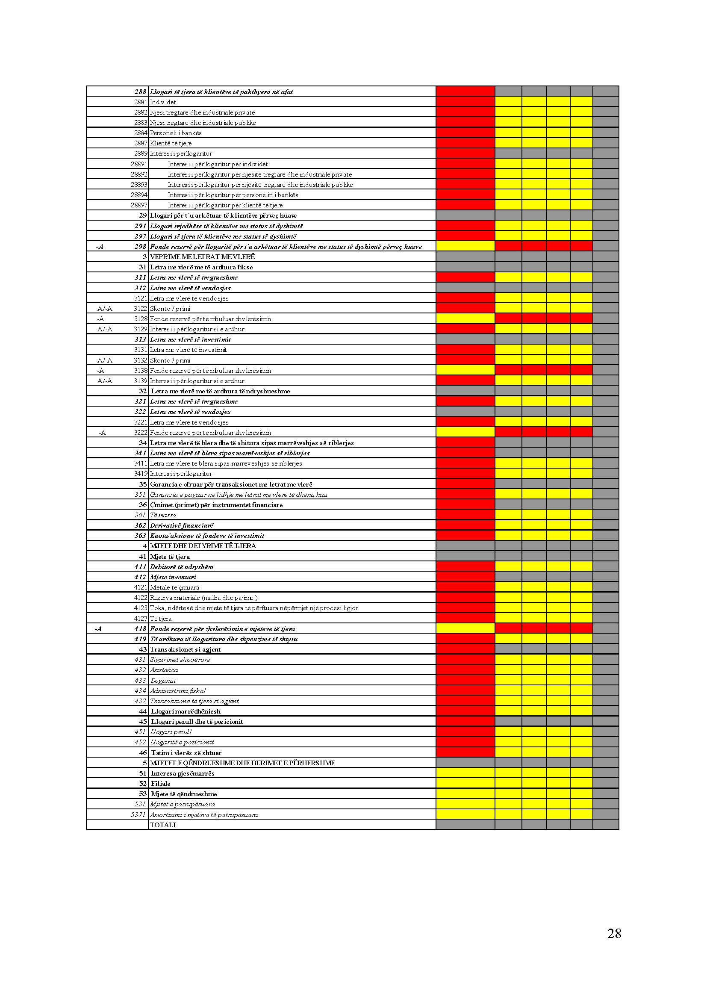 288 Llogari të tjera të klientëve të pakthyera në afat
2881 Individët
2882 Njësi tregtare dhe industriale private
2883 Njësi tregtare dhe industriale publike
2884 Personeli i bankës
2887 Klientë të tjerë
2889 Interesi i përllogaritur
28891 Interesi i përllogaritur për individët
28892 Interesi i përllogaritur për njësitë tregtare dhe industriale private
28893 Interesi i përllogaritur për njësitë tregtare dhe industriale publike
28894 Interesi i përllogaritur për personelin i bankës
28897 Interesi i përllogaritur për klientë të tjerë
29 Llogari për t`u arkëtuar të klientëve përveç huave
291 Llogari rrjedhëse të klientëve me status të dyshimtë
297 Llogari të tjera të klientëve me status të dyshimtë
-A 298 Fonde rezervë për llogaritë për t`u arkëtuar të klientëve me status të dyshimtë përveç huave
3 VEPRIME ME LETRAT ME VLERË
31 Letra me vlerë me të ardhura fikse
311 Letra me vlerë të tregtueshme
312 Letra me vlerë të vendosjes
3121 Letra me vlerë të vendosjes
A/-A 3122 Skonto / primi
-A 3128 Fonde rezervë për të mbuluar zhvlerësimin
A/-A 3129 Interesi i përllogaritur si e ardhur
313 Letra me vlerë të investimit
3131 Letra me vlerë të investimit
A/-A 3132 Skonto / primi
-A 3138 Fonde rezervë për të mbuluar zhvlerësimin
A/-A 3139 Interesi i përllogaritur si e ardhur
32 Letra me vlerë me të ardhura të ndryshueshme
321 Letra me vlerë të tregtueshme
322 Letra me vlerë të vendosjes
3221 Letra me vlerë të vendosjes
-A 3222 Fonde rezervë për të mbuluar zhvlerësimin
34 Letra me vlerë të blera dhe të shitura sipas marrëveshjes së riblerjes
341 Letra me vlerë të blera sipas marrëveshjes së riblerjes
3411 Letra me vlerë të blera sipas marrëveshjes së riblerjes
3419 Interesi i përllogaritur
35 Garancia e ofruar për transaksionet me letrat me vlerë
351 Garancia e paguar në lidhje me letrat me vlerë të dhëna hua
36 Çmimet (primet) për instrumentet financiare
361 Të marra
362 Derivativë financiarë
363 Kuota/aksione të fondeve të investimit
4 MJETE DHE DETYRIME TË TJERA
41 Mjete të tjera
411 Debitorë të ndryshëm
412 Mjete inventari
4121 Metale të çmuara
4122 Rezerva materiale (mallra dhe pajime )
4123 Toka, ndërtesë dhe mjete të tjera të përftuara nëpërmjet një procesi ligjor
4127 Të tjera
-A 418 Fonde rezervë për zhvlerësimin e mjeteve të tjera
419 Të ardhura të llogaritura dhe shpenzime të shtyra
43 Transaksionet si agjent
431 Sigurimet shoqërore
432 Asistenca
433 Doganat
434 Administrimi fiskal
437 Transaksione të tjera si agjent
44 Llogari marrëdhëniesh
45 Llogari pezull dhe të pozicionit
451 Llogari pezull
452 Llogaritë e pozicionit
46 Tatim i vlerës së shtuar
5 MJETET E QËNDRUESHME DHE BURIMET E PËRHERSHME
51 Interesa pjesëmarrës
52 Filiale
53 Mjete të qëndrueshme
531 Mjetet e patrupëzuara
5371 Amortizimi i mjeteve të patrupëzuara
TOTALI
28